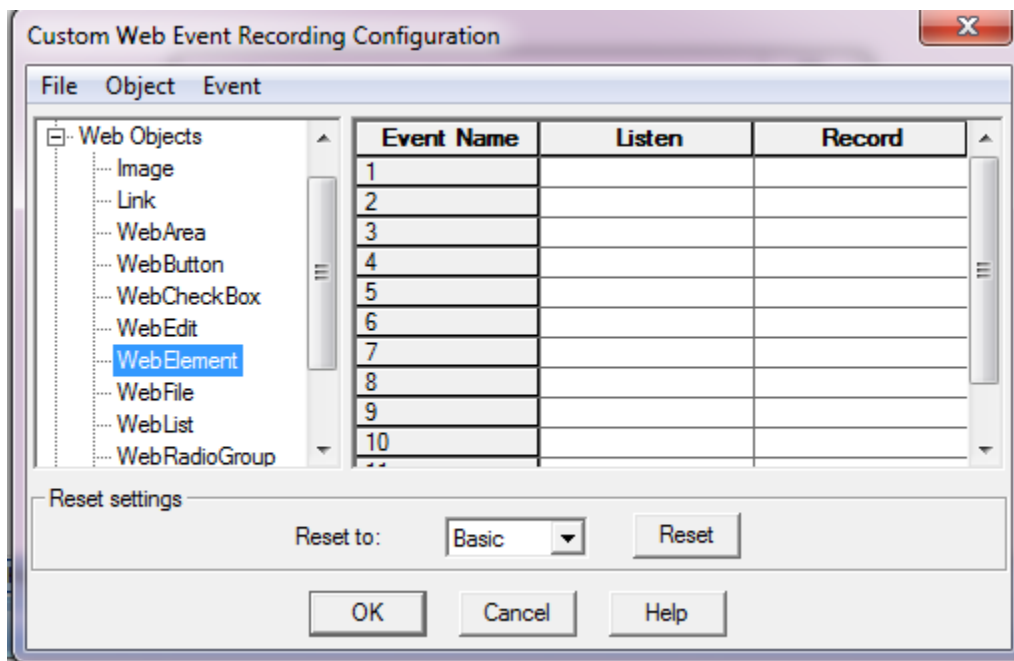 Custom Web Event Recording Configuration
File Object Event
Web Objects
Image
Link
WebArea
WebButton
WebCheckBox
WebEdit
WebElement
WebFile
WebList
WebRadioGroup
Event Name Listen Record
1
2
3
4
5
6
7
8
9
10
11
Reset settings
Reset to: Basic Reset
OK Cancel Help